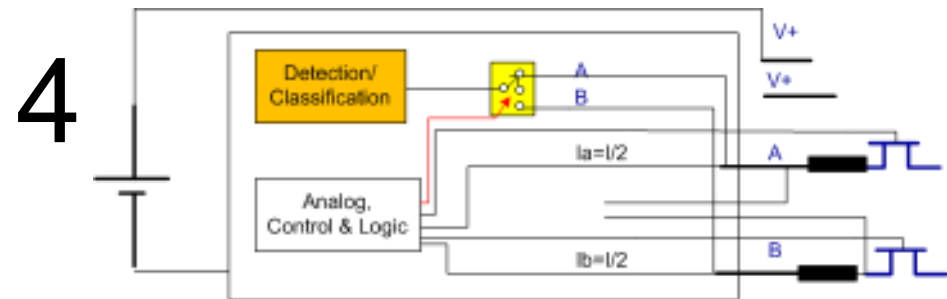 4
V+
V+
Detection/
Classification
A
B
Ia=I/2
A
Analog,
Control & Logic
B
Ib=I/2